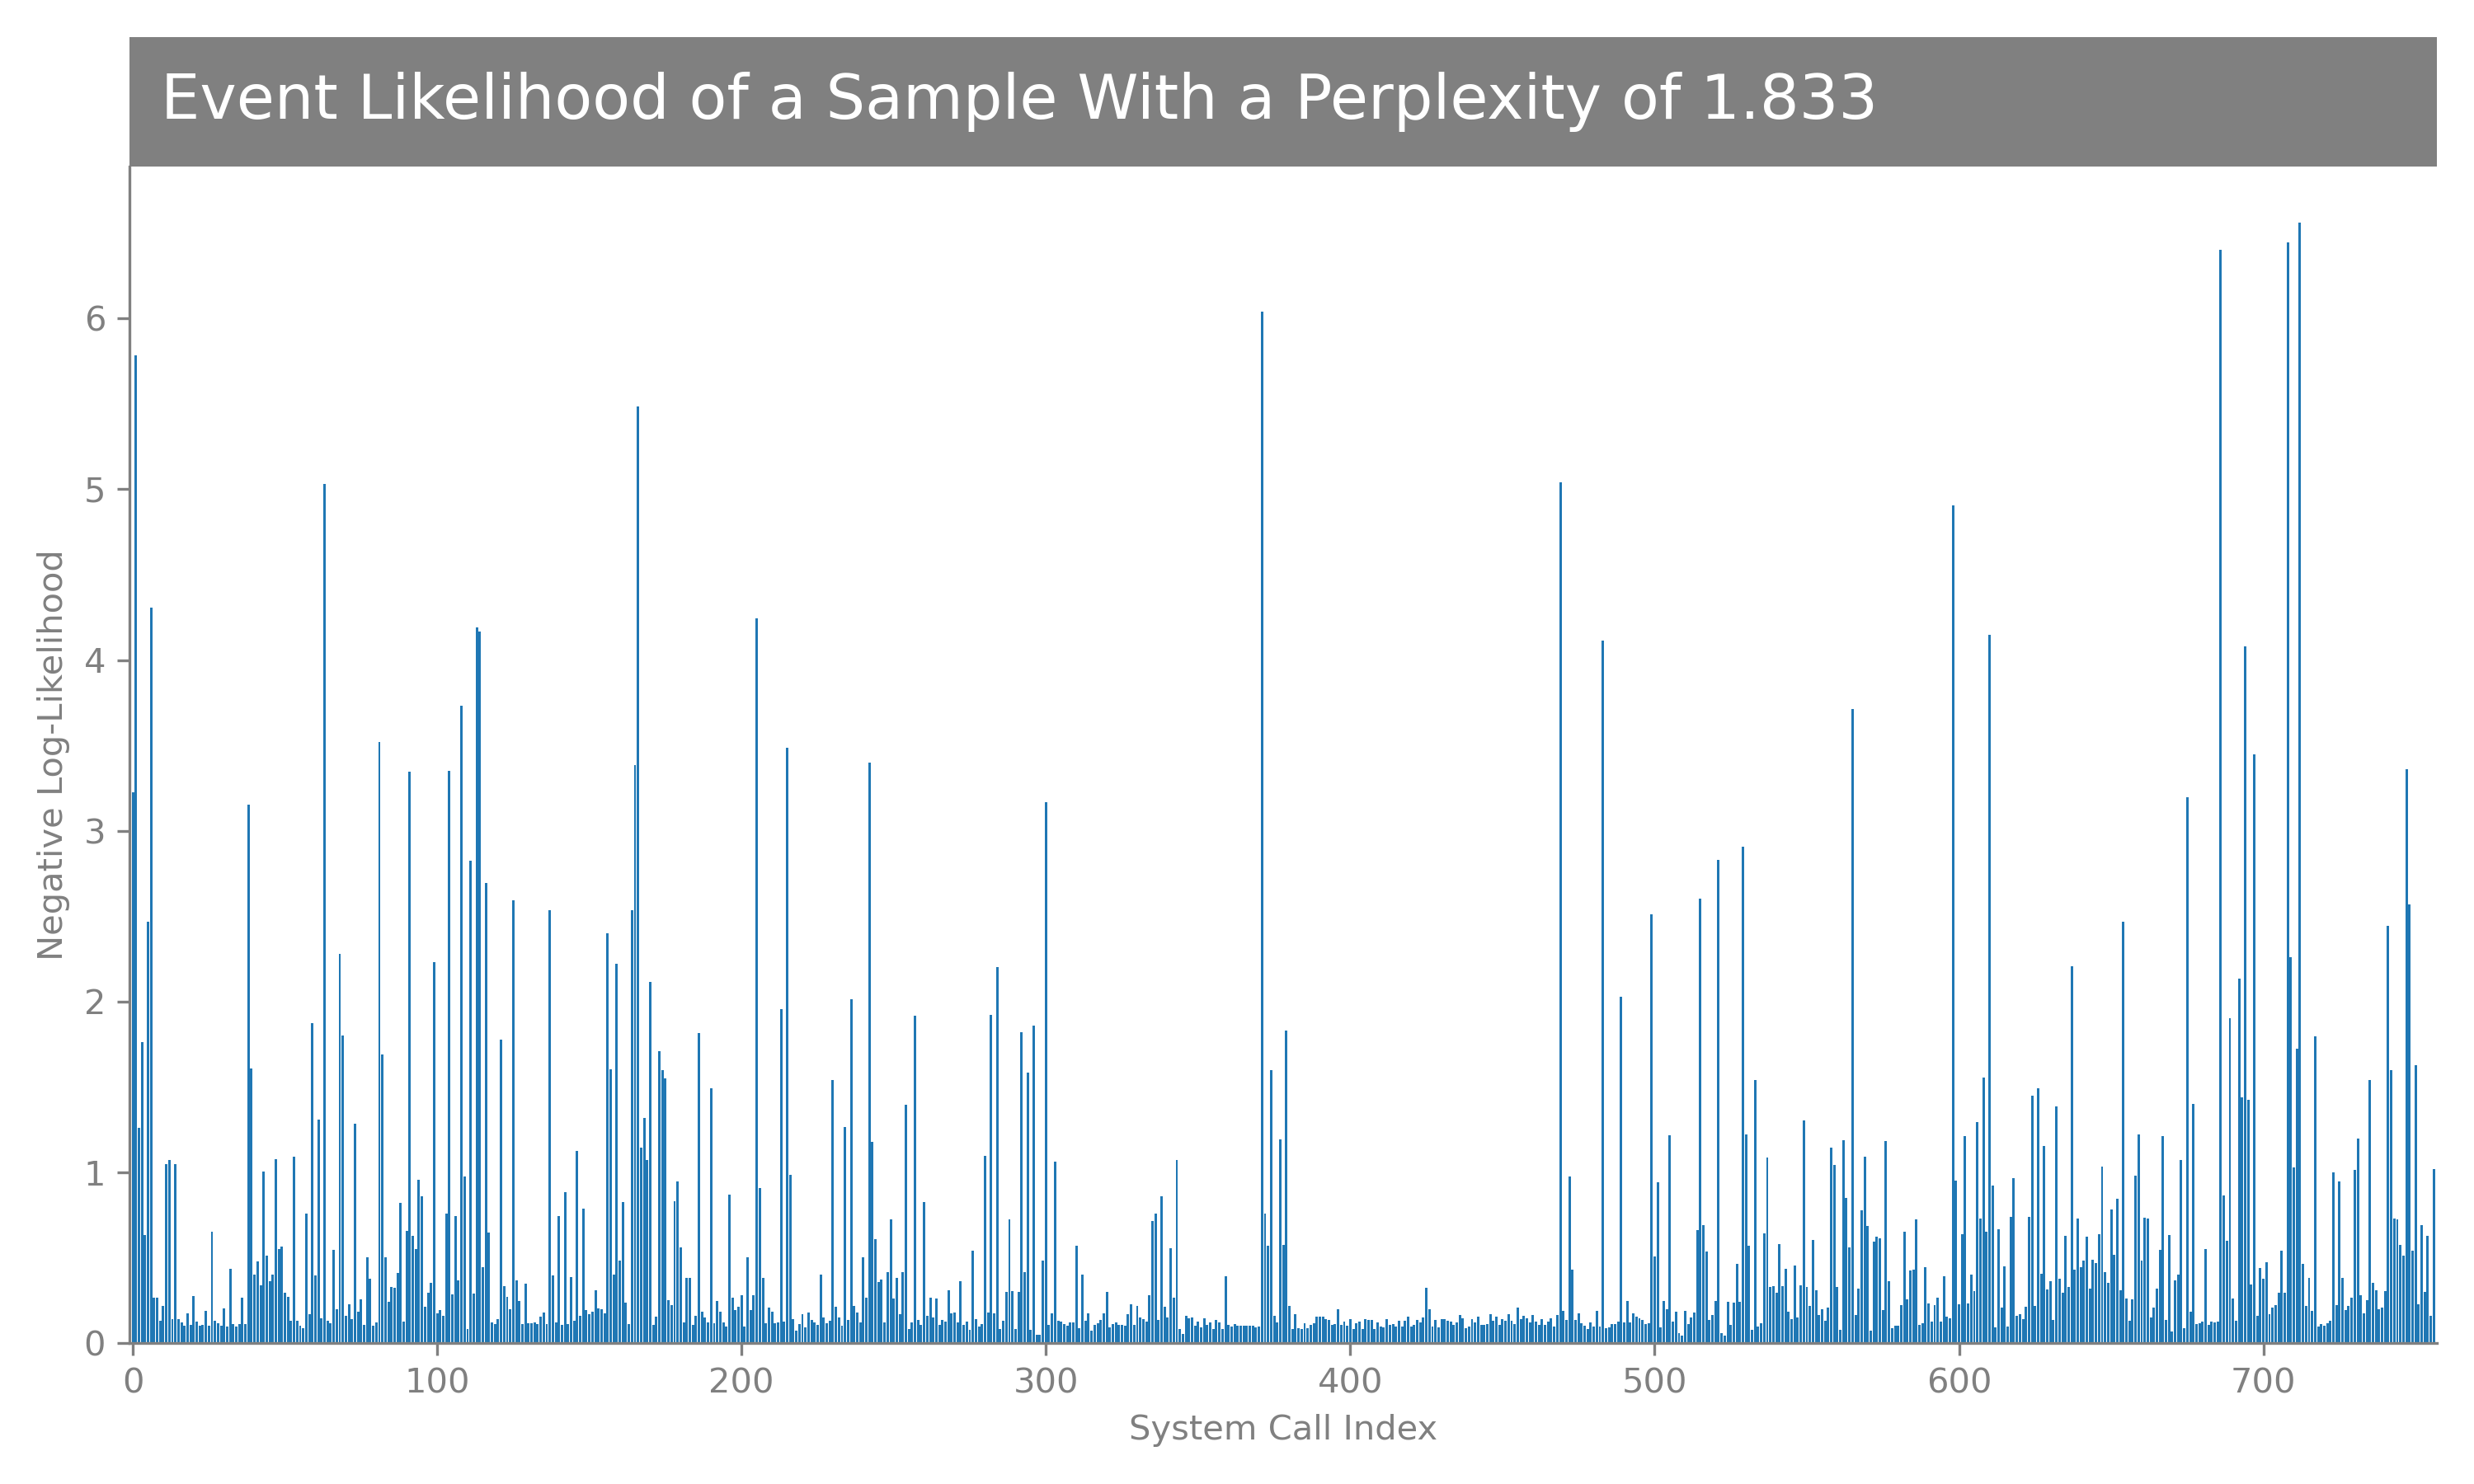 Event Likelihood of a Sample With a Perplexity of 1.833
Negative Log-Likelihood
6
5
4
3
2
1
0
0 100 200 300 400 500 600 700
System Call Index